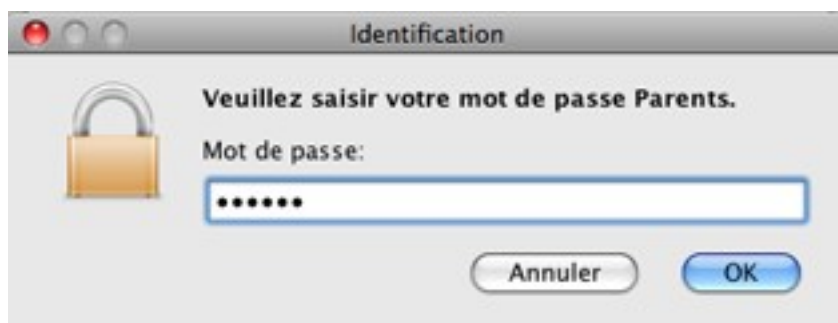 Identification
Veuillez saisir votre mot de passe Parents.
Mot de passe:
••••••
Annuler
OK